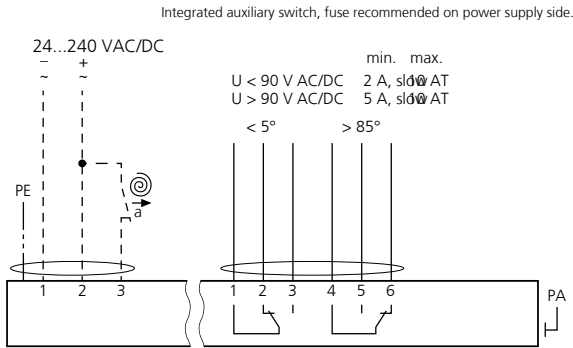 Integrated auxiliary switch, fuse recommended on power supply side.
24...240 VAC/DC
– +
~ ~
min. max.
U < 90 V AC/DC 2 A, slow AT
U > 90 V AC/DC 5 A, slow AT
< 5° > 85°
PE
a
1 2 3 1 2 3 4 5 6
PA